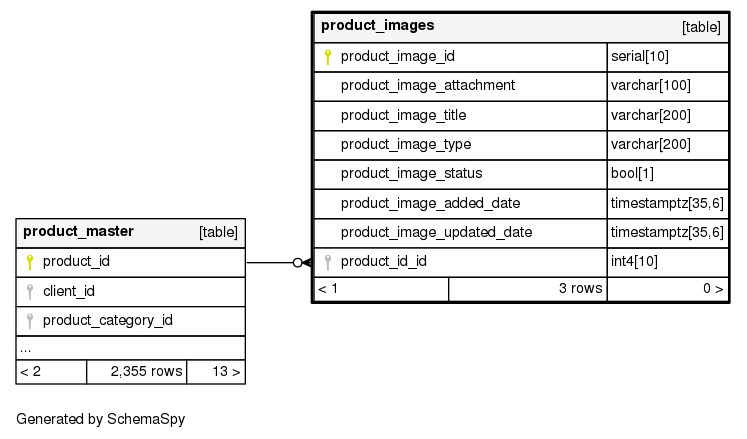 product_images [table]
product_image_id serial[10]
product_image_attachment varchar[100]
product_image_title varchar[200]
product_image_type varchar[200]
product_image_status bool[1]
product_image_added_date timestamptz[35,6]
product_image_updated_date timestamptz[35,6]
product_id_id int4[10]
< 1 3 rows 0 >
product_master [table]
product_id
client_id
product_category_id
...
< 2 2,355 rows 13 >
Generated by SchemaSpy